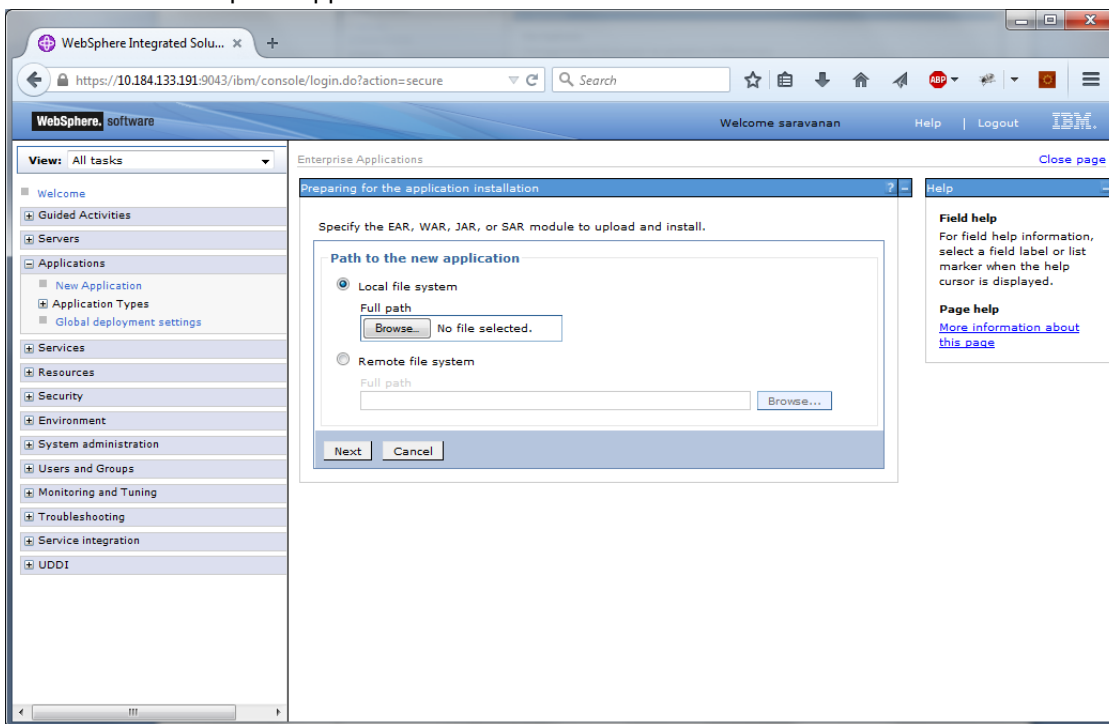 WebSphere Integrated Solu...
https://10.184.133.191:9043/ibm/console/login.do?action=secure
Search
ABP
WebSphere. software
Welcome saravanan
Help | Logout
IBM.
View: All tasks
Welcome
Guided Activities
Servers
Applications
New Application
Application Types
Global deployment settings
Services
Resources
Security
Environment
System administration
Users and Groups
Monitoring and Tuning
Troubleshooting
Service integration
UDDI
Enterprise Applications
Close page
Preparing for the application installation
Specify the EAR, WAR, JAR, or SAR module to upload and install.
Path to the new application
Local file system
Full path
Browse... No file selected.
Remote file system
Full path
Browse...
Next Cancel
Help
Field help
For field help information,
select a field label or list
marker when the help
cursor is displayed.
Page help
More information about
this page